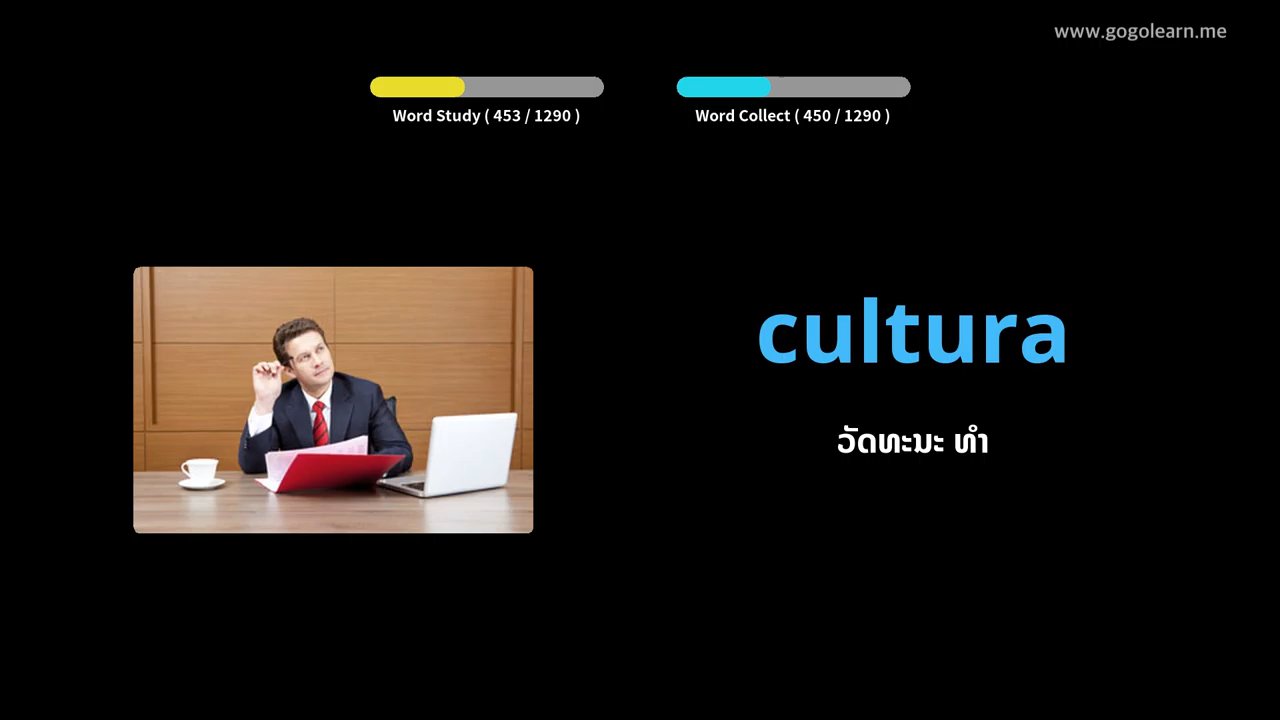 www.gogolearn.me
Word Study ( 453 / 1290 )
Word Collect ( 450 / 1290 )
cultura
ວັດທະນະ ທຳ